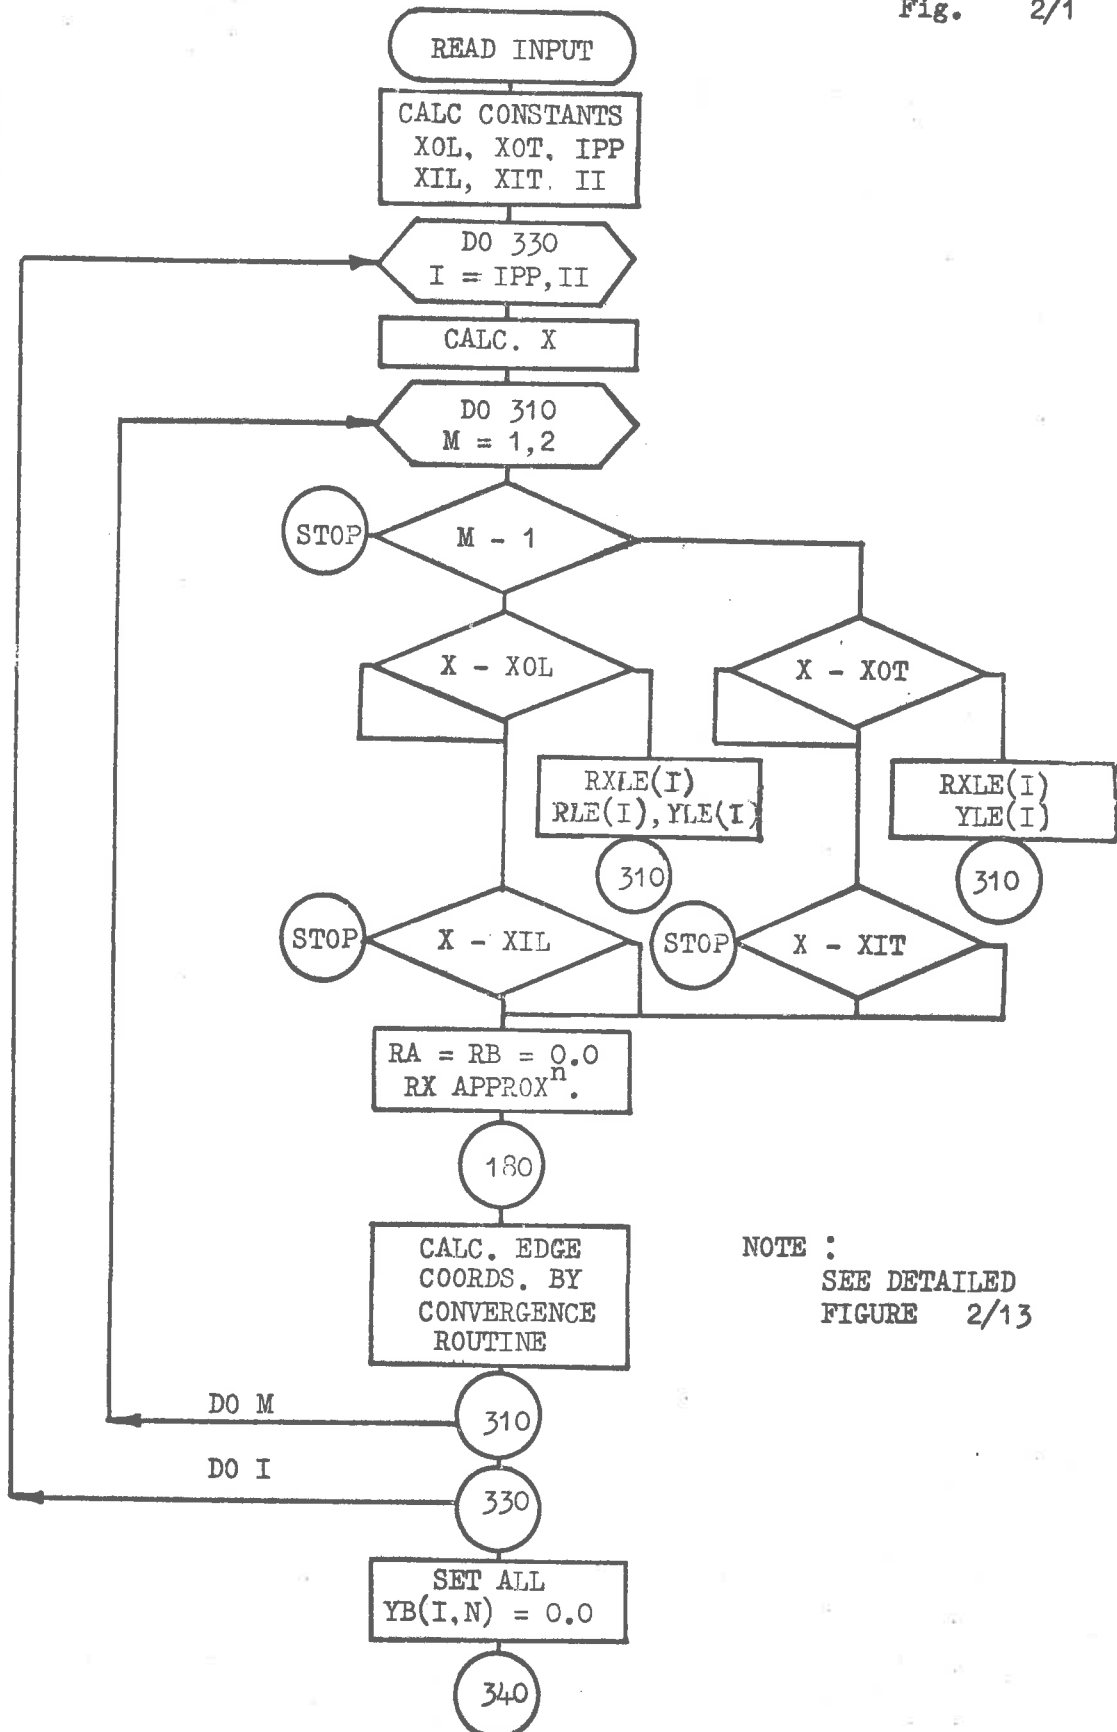 Fig. 2/1
READ INPUT
CALC CONSTANTS
XOL, XOT, IPP
XIL, XIT. II
DO 330
I = IPP,II
CALC. X
DO 310
M = 1,2
STOP
M - 1
X - XOL
X - XOT
RXLE(I)
RLE(I),YLE(I)
RXLE(I)
YLE(I)
310
310
STOP
X - XIL
STOP
X - XIT
RA = RB = 0.0
RX APPROXⁿ.
180
CALC. EDGE
COORDS. BY
CONVERGENCE
ROUTINE
NOTE :
SEE DETAILED
FIGURE 2/13
DO M
310
DO I
330
SET ALL
YB(I,N) = 0.0
340